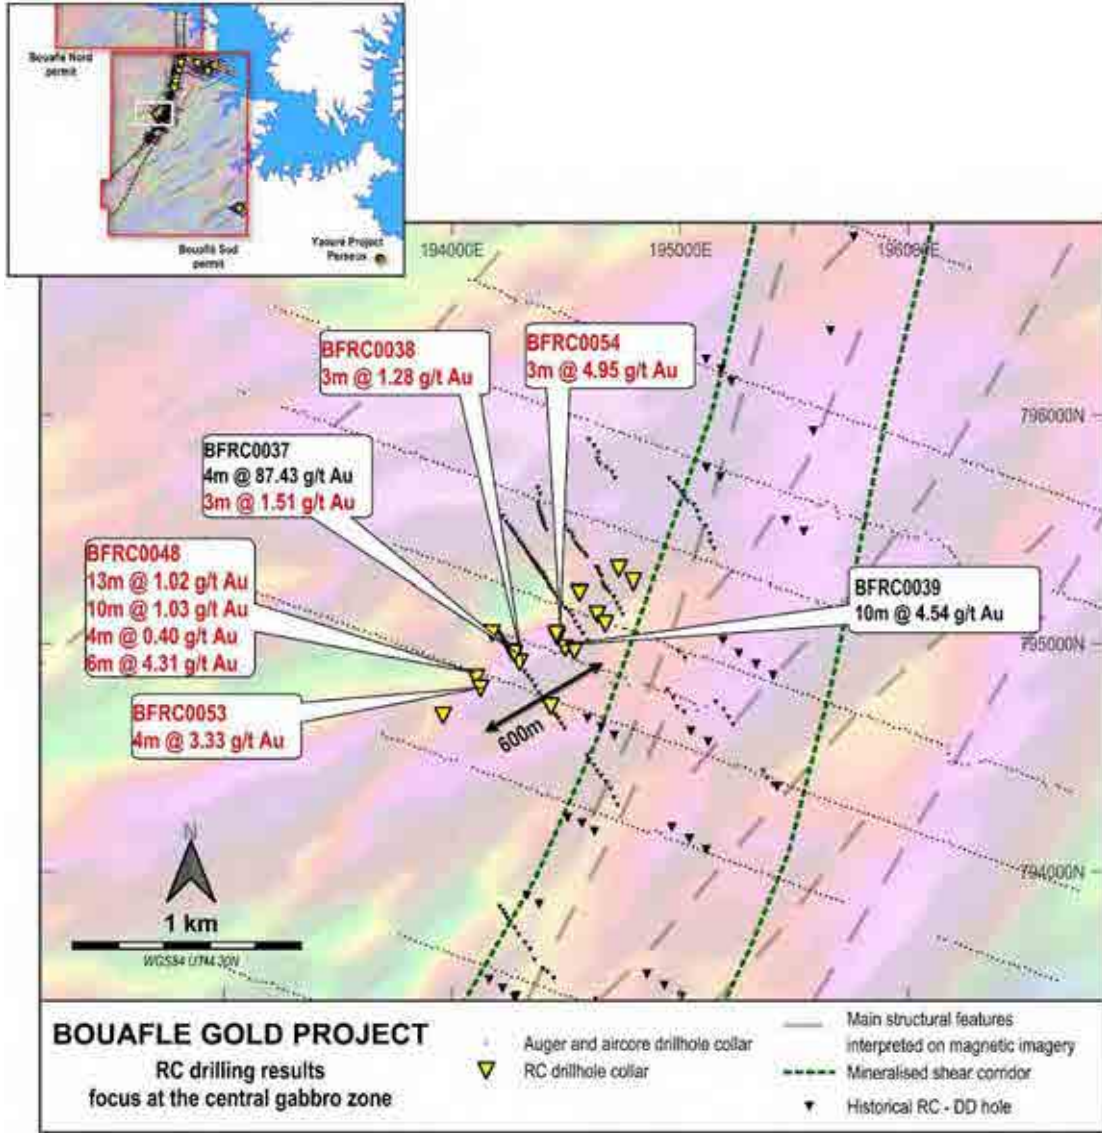 Bouafle Nord
permit
Bouaflé Sud
permit
Yaouré Project
Perseus
194000E
195000E
196000E
BFRC0038
3m @ 1.28 g/t Au
BFRC0054
3m @ 4.95 g/t Au
796000N
BFRC0037
4m @ 87.43 g/t Au
3m @ 1.51 g/t Au
BFRC0048
13m @ 1.02 g/t Au
10m @ 1.03 g/t Au
4m @ 0.40 g/t Au
6m @ 4.31 g/t Au
BFRC0039
10m @ 4.54 g/t Au
795000N
BFRC0053
4m @ 3.33 g/t Au
600m
N
794000N
1 km
WGS84 UTM 30N
BOUAFLE GOLD PROJECT
RC drilling results
focus at the central gabbro zone
Auger and aircore drillhole collar
RC drillhole collar
Main structural features
interpreted on magnetic imagery
Mineralised shear corridor
Historical RC - DD hole